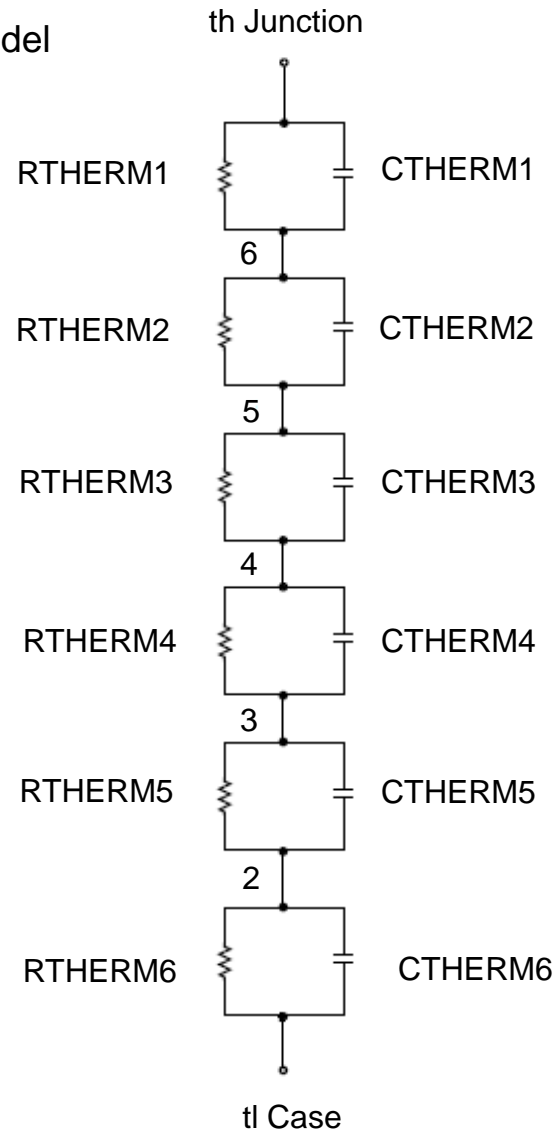 th Junction
del
RTHERM1 CTHERM1
6
RTHERM2 CTHERM2
5
RTHERM3 CTHERM3
4
RTHERM4 CTHERM4
3
RTHERM5 CTHERM5
2
RTHERM6 CTHERM6
tl Case